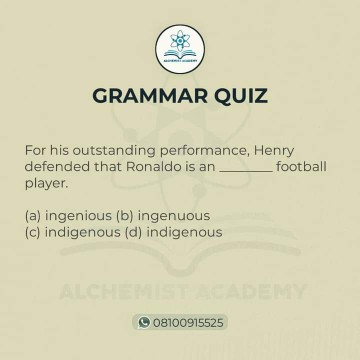 ALCHEMIST ACADEMY
GRAMMAR QUIZ
For his outstanding performance, Henry
defended that Ronaldo is an ________ football
player.
(a) ingenious (b) ingenuous
(c) indigenous (d) indigenous
ALCHEMIST ACADEMY
08100915525